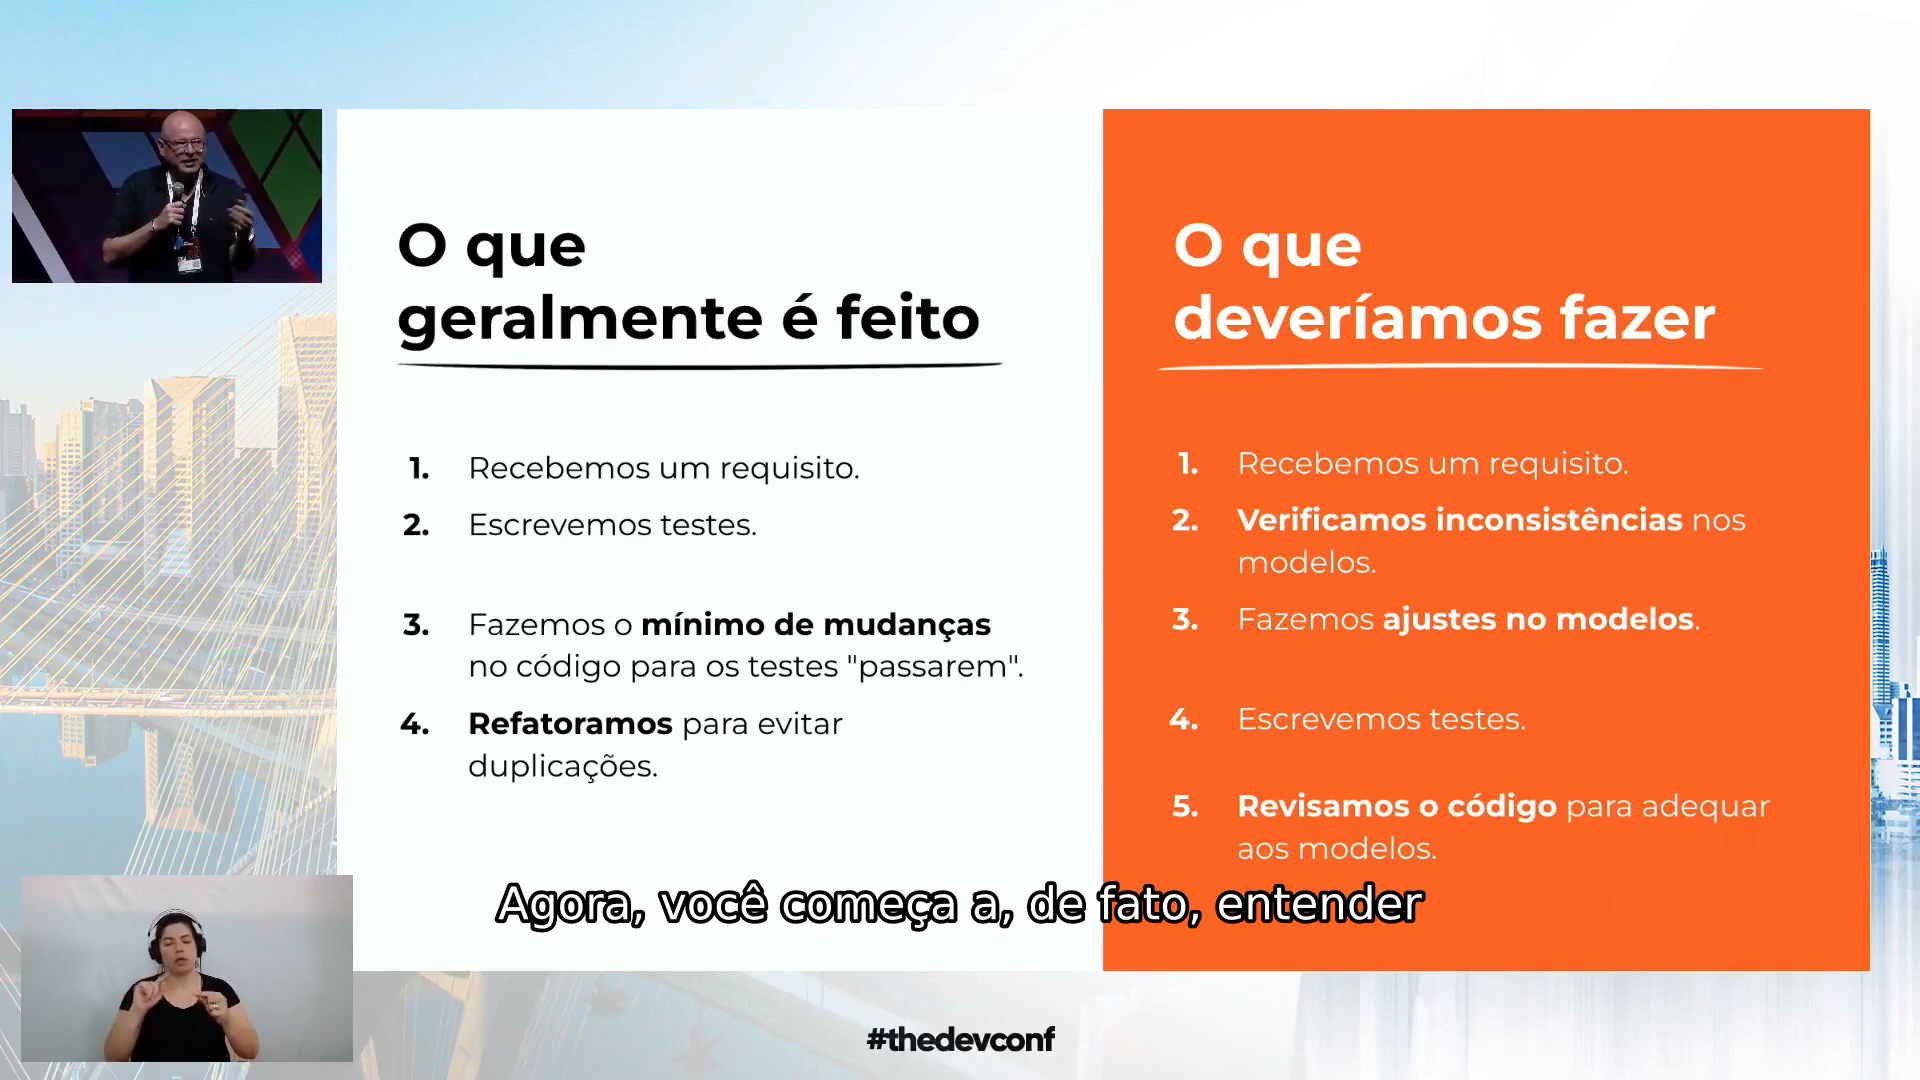 O que
geralmente é feito
1. Recebemos um requisito.
2. Escrevemos testes.
3. Fazemos o mínimo de mudanças
no código para os testes "passarem".
4. Refatoramos para evitar
duplicações.
O que
deveríamos fazer
1. Recebemos um requisito.
2. Verificamos inconsistências nos
modelos.
3. Fazemos ajustes no modelos.
4. Escrevemos testes.
5. Revisamos o código para adequar
aos modelos.
Agora, você começa a, de fato, entender
#thedevconf